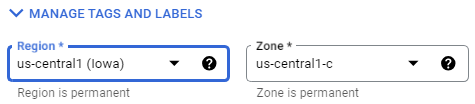 MANAGE TAGS AND LABELS
Region * Zone *
us-central1 (Iowa) us-central1-c
Region is permanent Zone is permanent